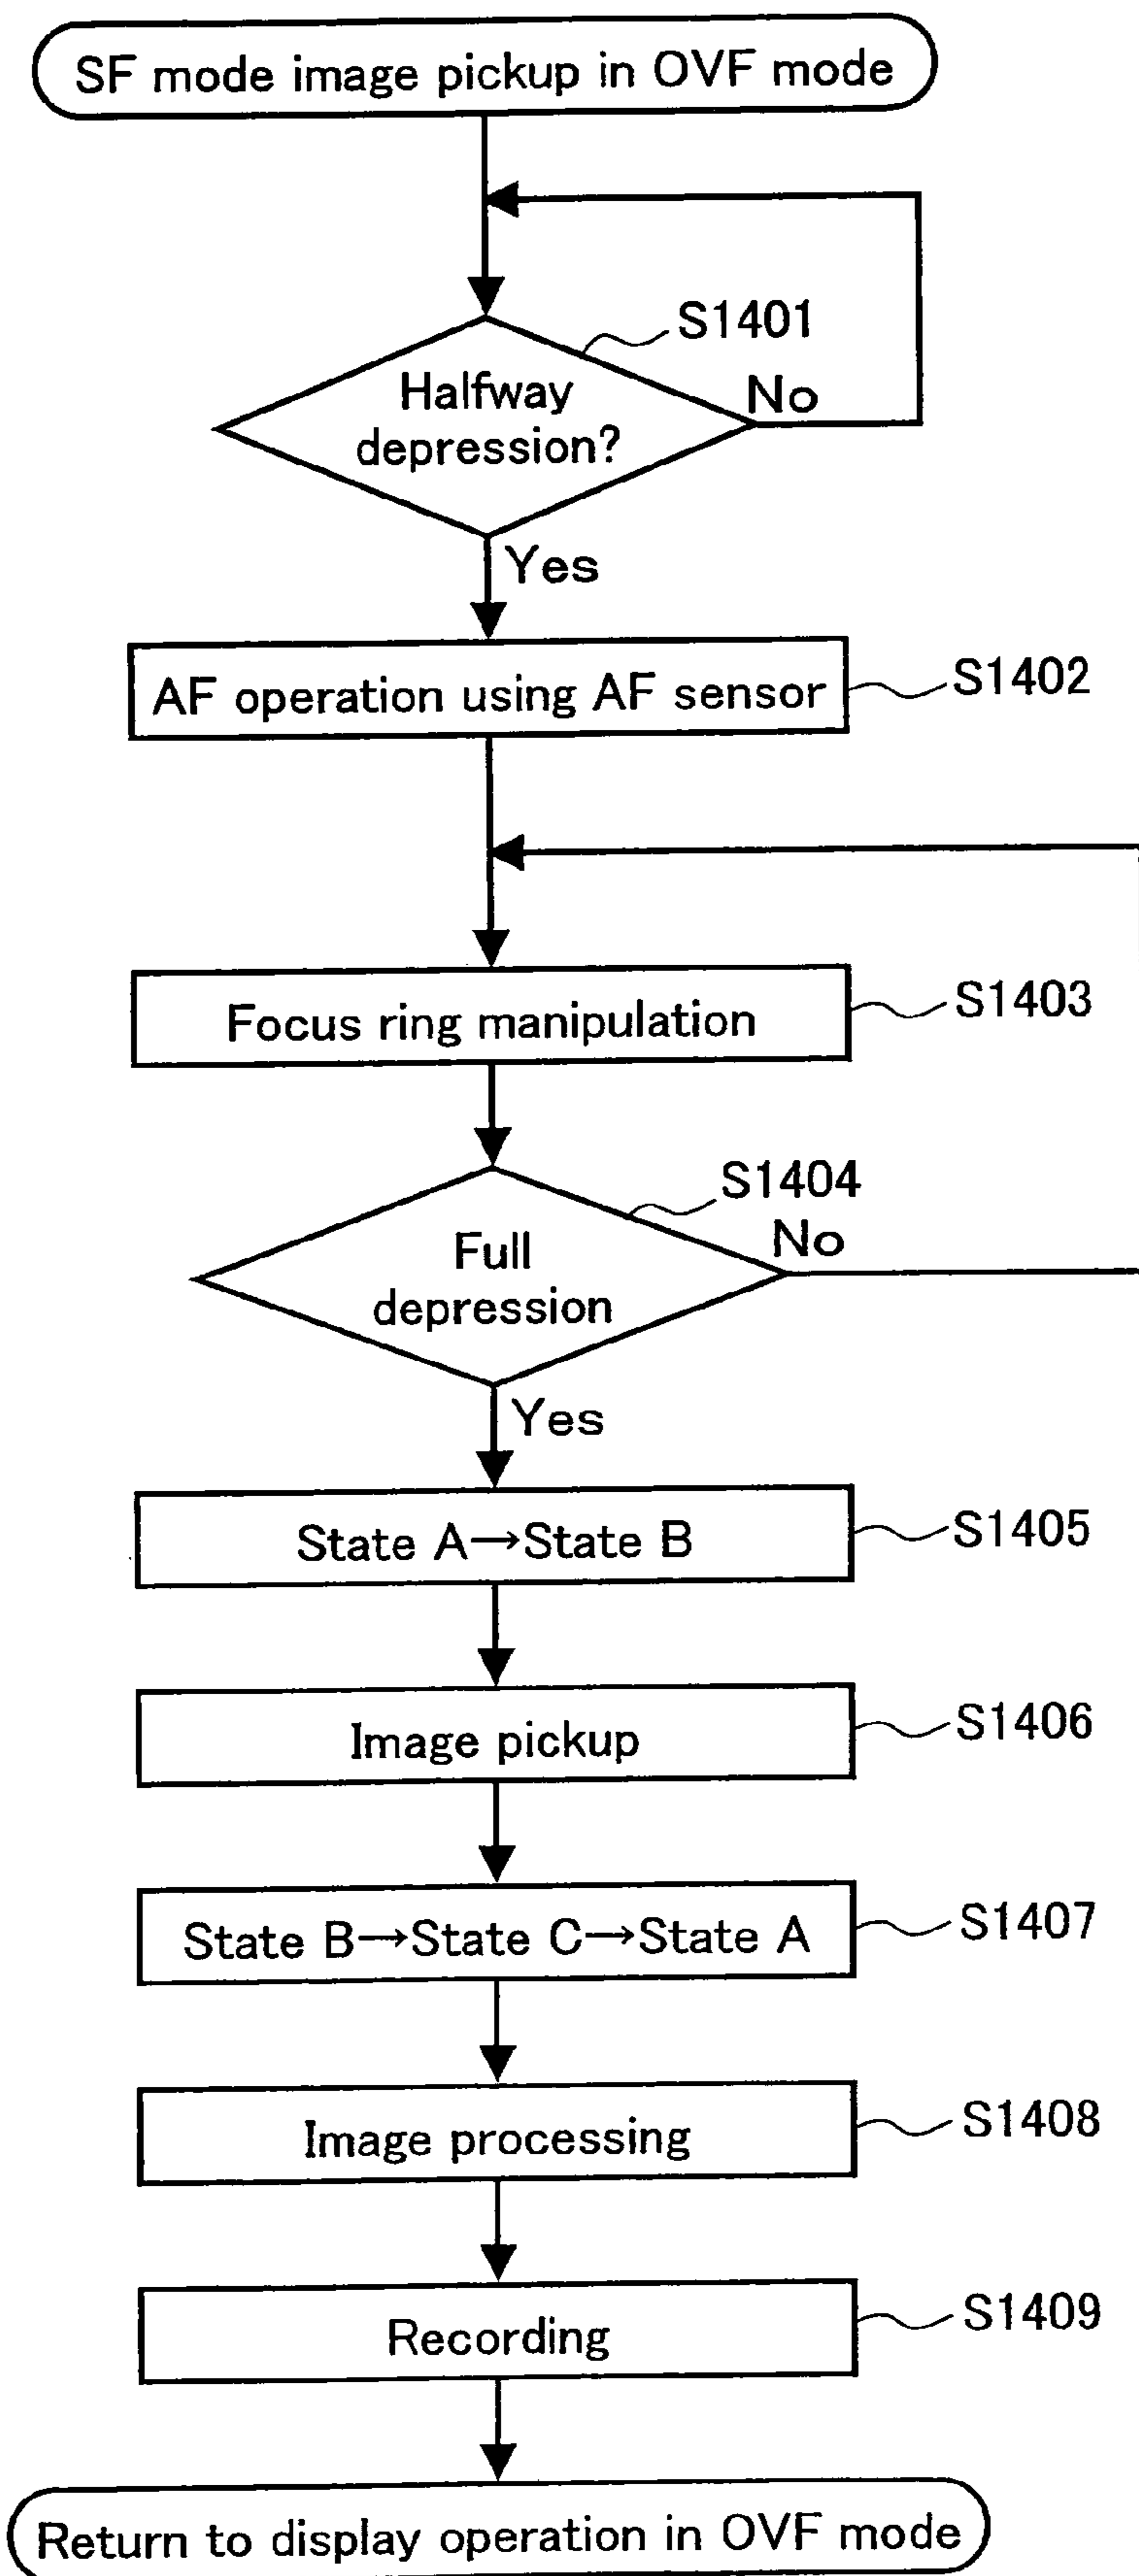 SF mode image pickup in OVF mode
S1401
Halfway
depression?
No
Yes
AF operation using AF sensor
S1402
Focus ring manipulation
S1403
S1404
Full
depression
No
Yes
State A→State B
S1405
Image pickup
S1406
State B→State C→State A
S1407
Image processing
S1408
Recording
S1409
Return to display operation in OVF mode